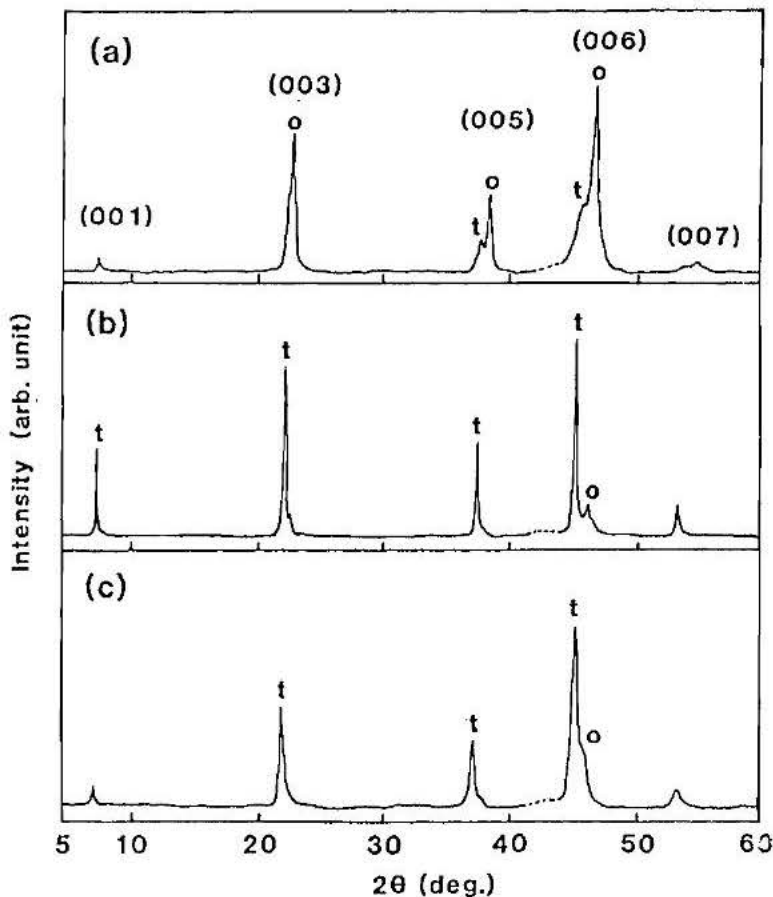 (a)
(006)
o
(003)
o
(005)
o
t
t
(001)
(007)
(b)
t
t
t
t
o
(c)
t
t
t
o
5 10 20 30 40 50 60
2θ (deg.)
Intensity (arb. unit)